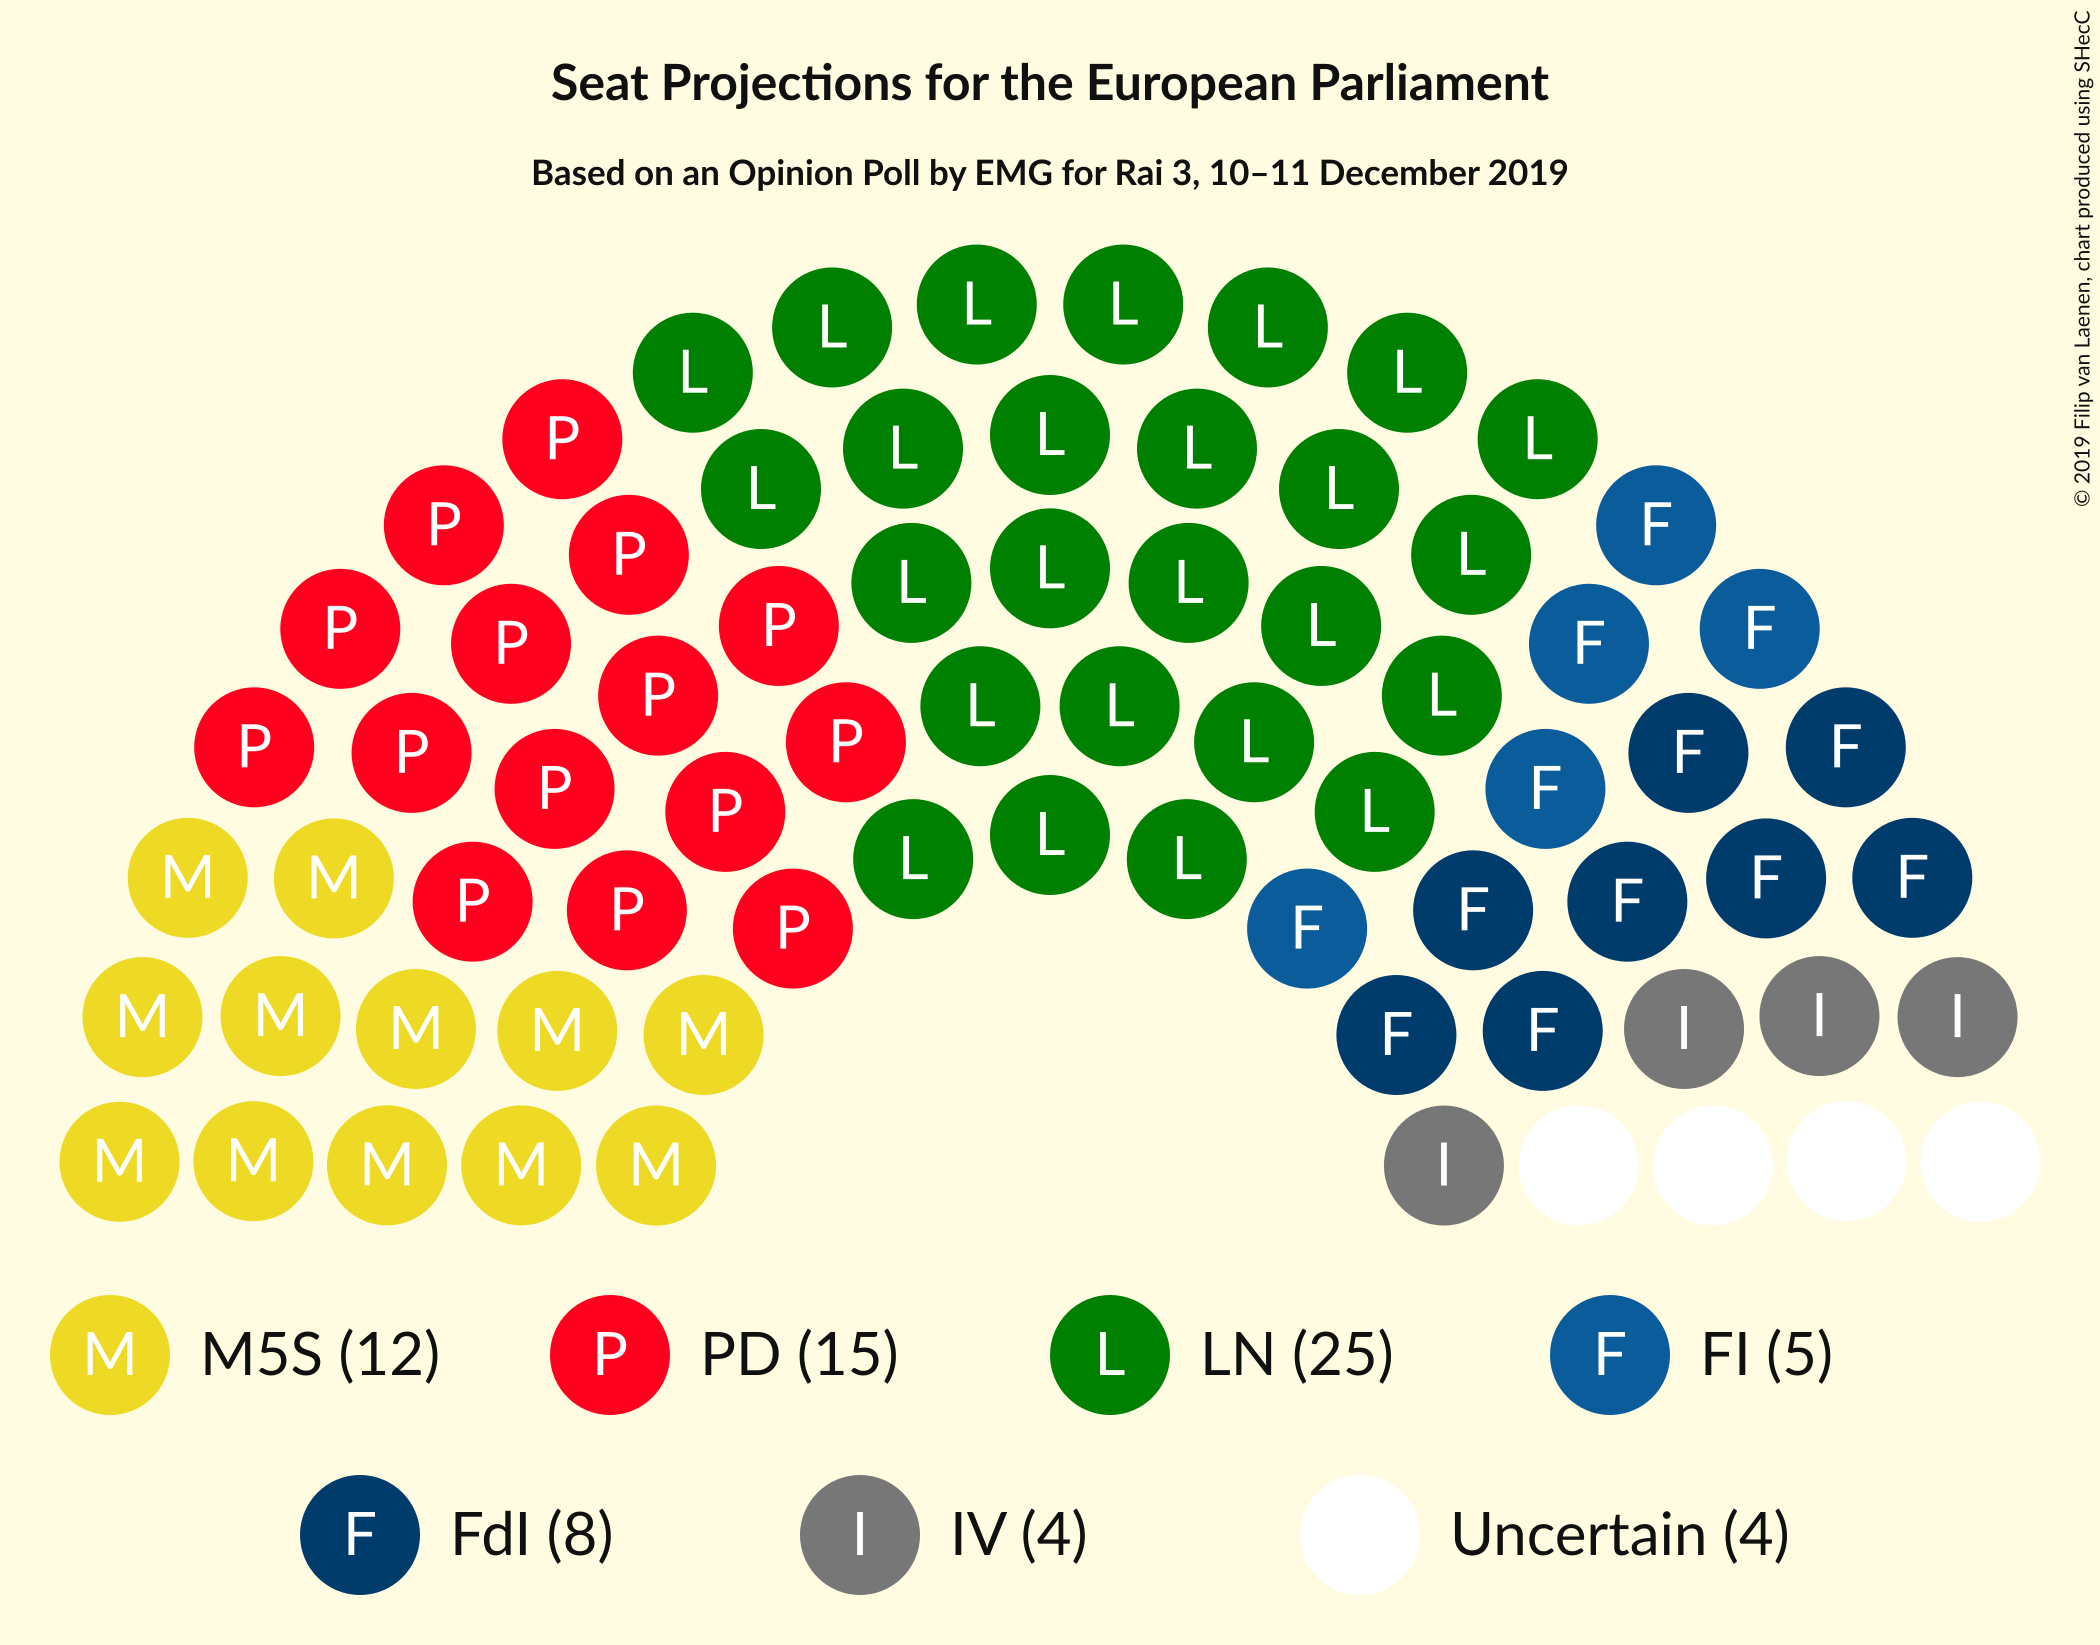 Seat Projections for the European Parliament
Based on an Opinion Poll by EMG for Rai 3, 10–11 December 2019
© 2019 Filip van Laenen, chart produced using SHecC
L L
L L
L L
P L
L
L L
P F
L L
P L
L
L L
P F
P L
P F
P L
L L
P P
P L
P F
P F
P L
P F
L
L L
M M F F
P F
P F
P F
M I
M I
M I
M F
M F
M M M M M I
M M5S (12) P PD (15) L LN (25) F FI (5)
F FdI (8) I IV (4) Uncertain (4)